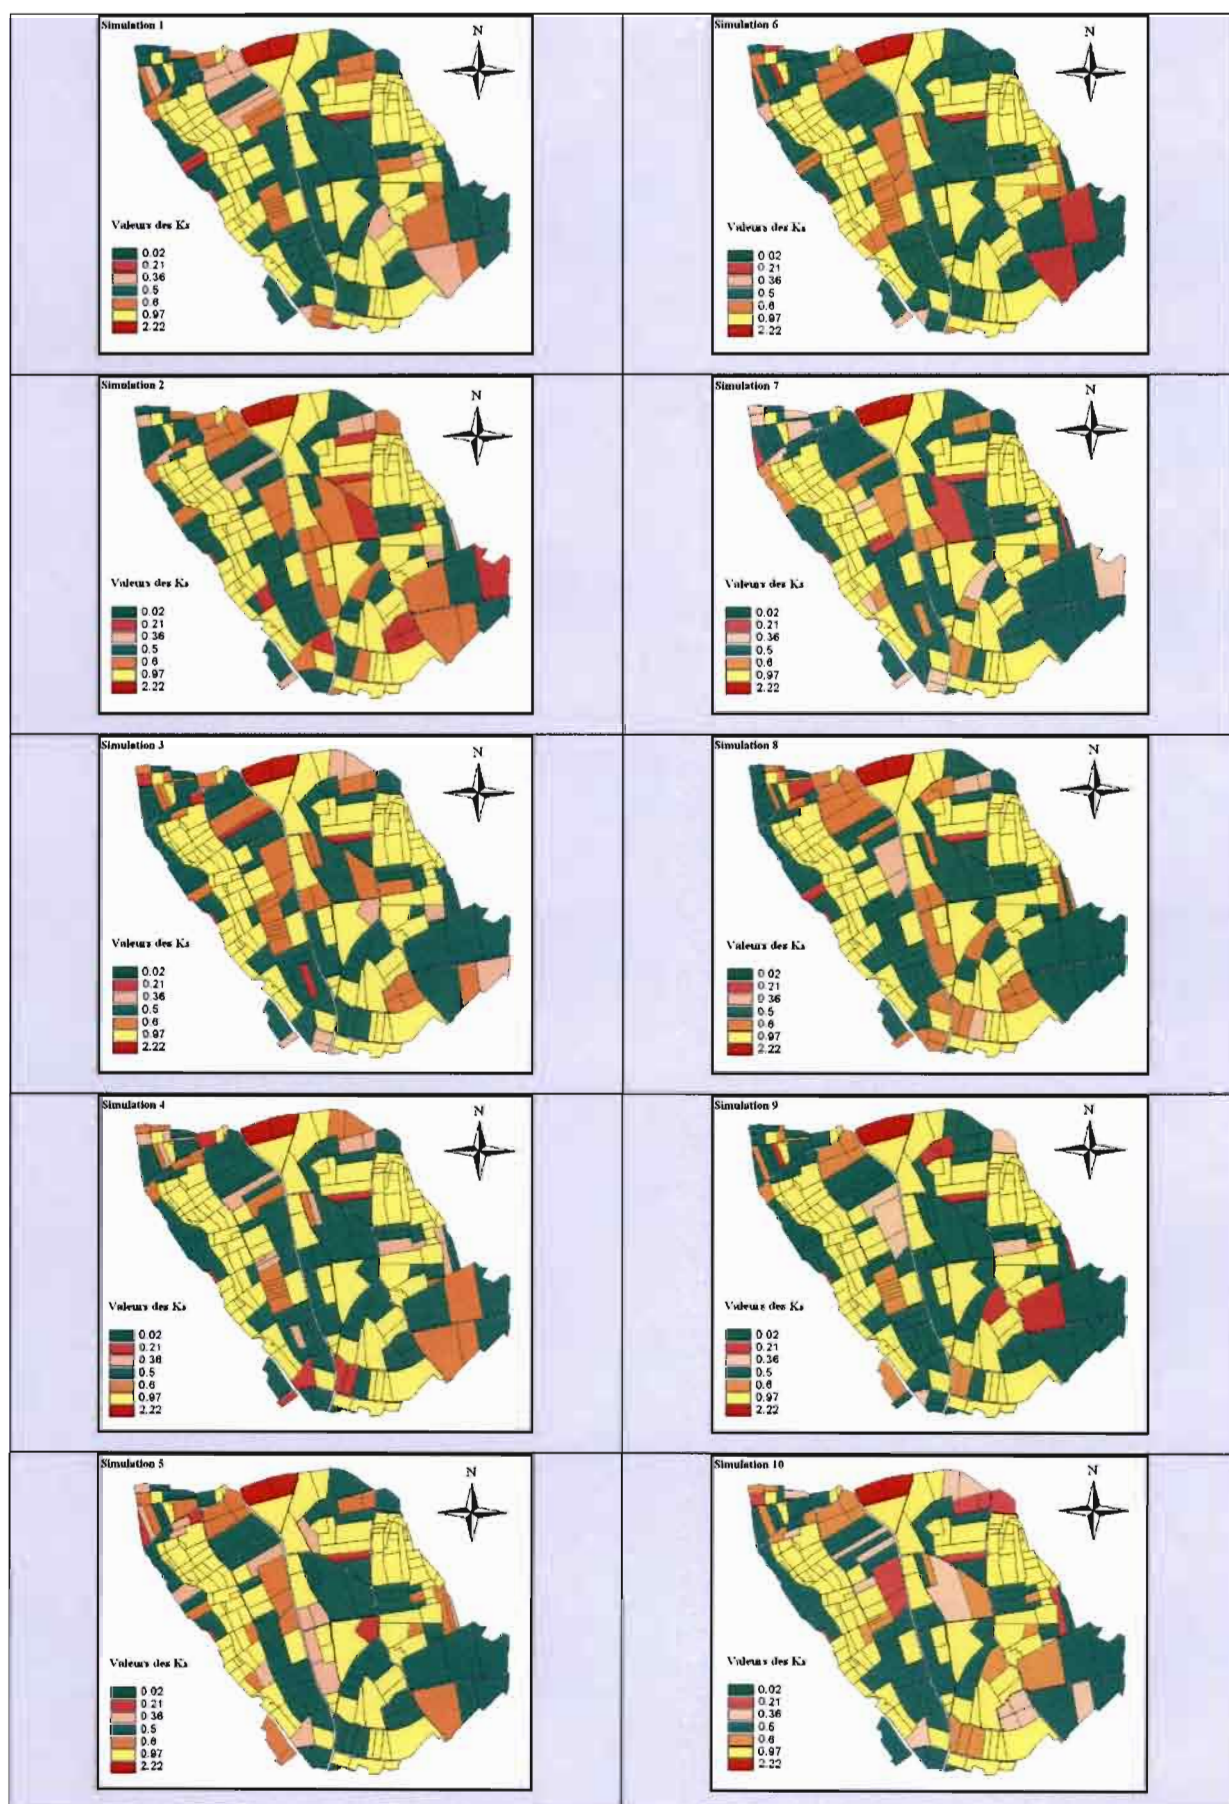 Simulation 1
N
Valeurs des Ks
0.02
0.21
0.36
0.5
0.6
0.97
2.22
Simulation 6
N
Valeurs des Ks
0.02
0.21
0.36
0.5
0.6
0.97
2.22
Simulation 2
N
Valeurs des Ks
0.02
0.21
0.36
0.5
0.6
0.97
2.22
Simulation 7
N
Valeurs des Ks
0.02
0.21
0.36
0.5
0.6
0.97
2.22
Simulation 3
N
Valeurs des Ks
0.02
0.21
0.36
0.5
0.6
0.97
2.22
Simulation 8
N
Valeurs des Ks
0.02
0.21
0.36
0.5
0.6
0.97
2.22
Simulation 4
N
Valeurs des Ks
0.02
0.21
0.36
0.5
0.6
0.97
2.22
Simulation 9
N
Valeurs des Ks
0.02
0.21
0.36
0.5
0.6
0.97
2.22
Simulation 5
N
Valeurs des Ks
0.02
0.21
0.36
0.5
0.6
0.97
2.22
Simulation 10
N
Valeurs des Ks
0.02
0.21
0.36
0.5
0.6
0.97
2.22